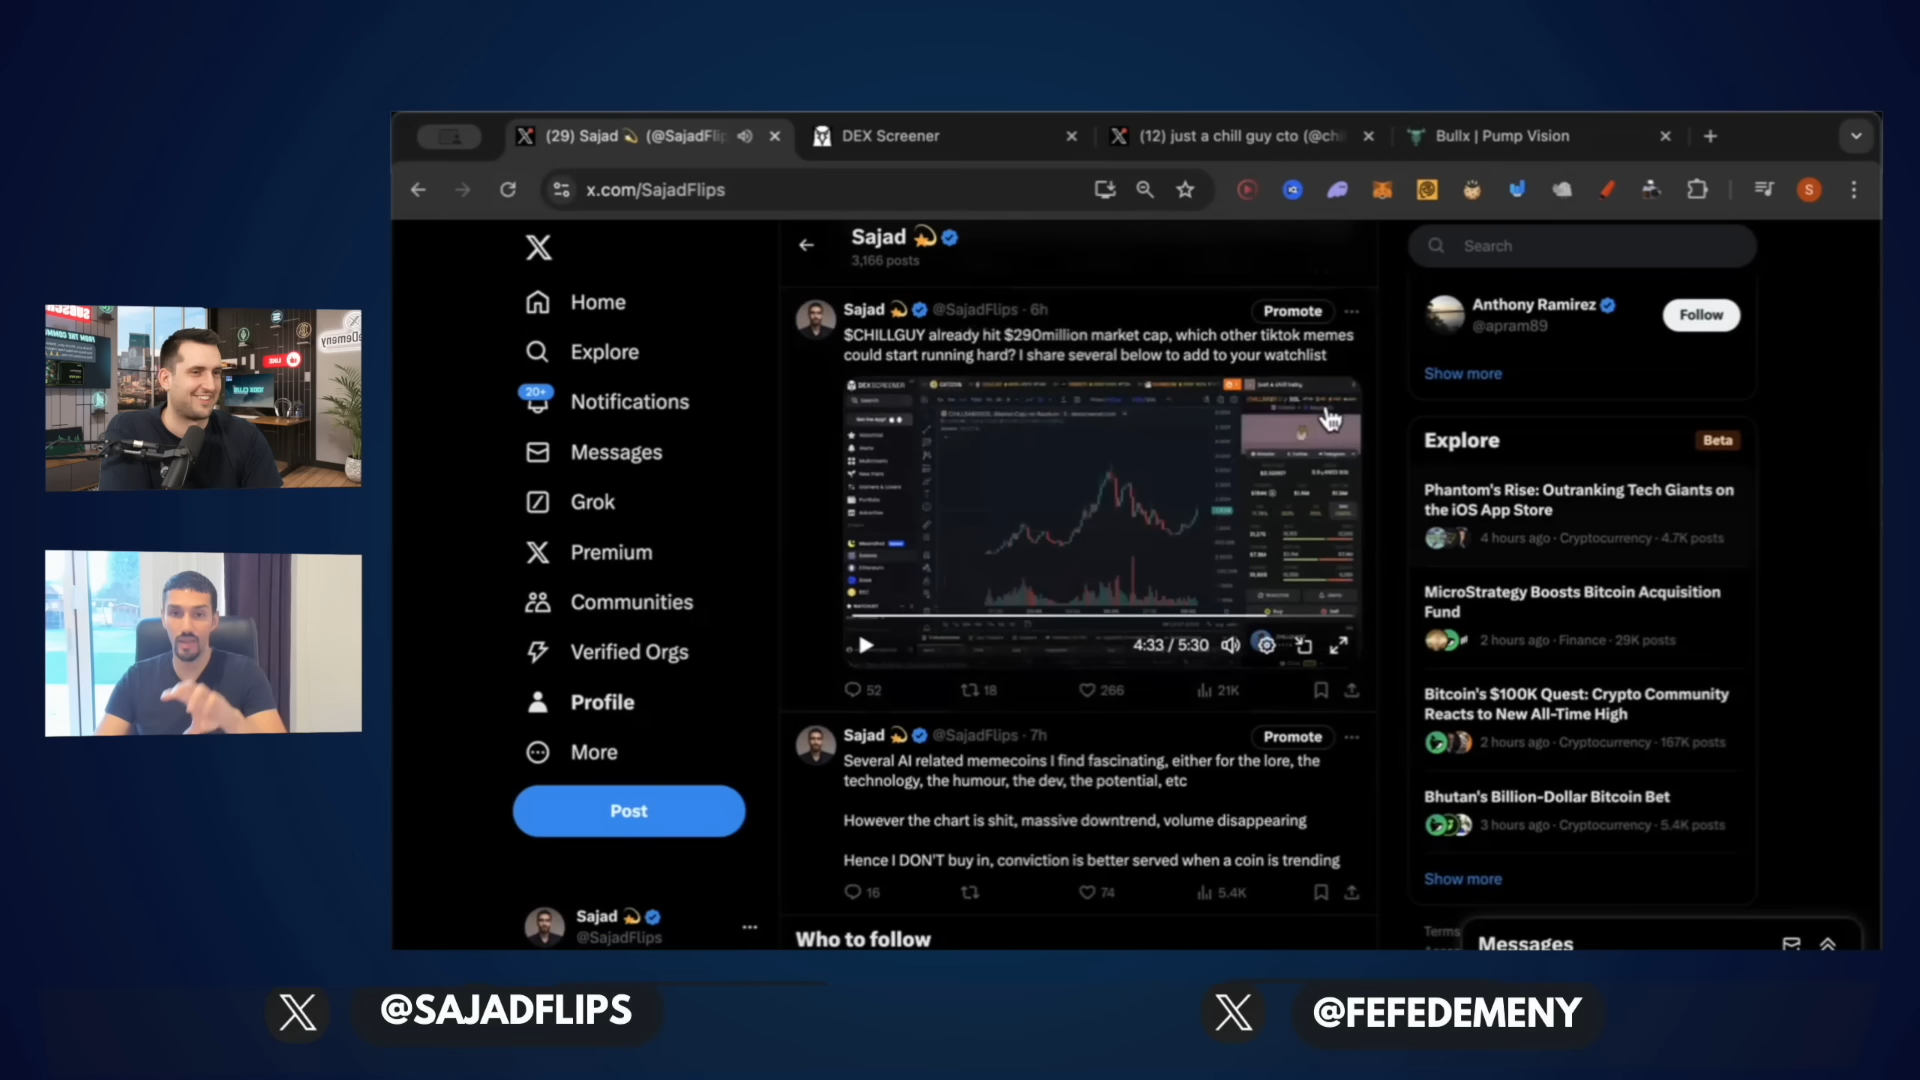 (29) Sajad 💫 (@SajadFlip
DEX Screener
(12) just a chill guy cto (@chi
Bullx | Pump Vision
x.com/SajadFlips
S
Sajad 💫
3,166 posts
Home
Explore
20+
Notifications
Messages
Grok
Premium
Communities
Verified Orgs
Profile
More
Post
Sajad 💫
@SajadFlips
Sajad 💫 @SajadFlips · 6h
Promote
$CHILLGUY already hit $290million market cap, which other tiktok memes
could start running hard? I share several below to add to your watchlist
DEX SCREENER
Search
4:33 / 5:30
52
18
266
21K
Sajad 💫 @SajadFlips · 7h
Promote
Several AI related memecoins I find fascinating, either for the lore, the
technology, the humour, the dev, the potential, etc
However the chart is shit, massive downtrend, volume disappearing
Hence I DON'T buy in, conviction is better served when a coin is trending
16
74
5.4K
Who to follow
Search
Anthony Ramirez
@apram89
Follow
Show more
Explore
Beta
Phantom's Rise: Outranking Tech Giants on
the iOS App Store
4 hours ago · Cryptocurrency · 4.7K posts
MicroStrategy Boosts Bitcoin Acquisition
Fund
2 hours ago · Finance · 29K posts
Bitcoin's $100K Quest: Crypto Community
Reacts to New All-Time High
2 hours ago · Cryptocurrency · 167K posts
Bhutan's Billion-Dollar Bitcoin Bet
3 hours ago · Cryptocurrency · 5.4K posts
Show more
Terms
Messages
SUBSCRI
LIKE
eDemeny
@SAJADFLIPS
@FEFEDEMENY